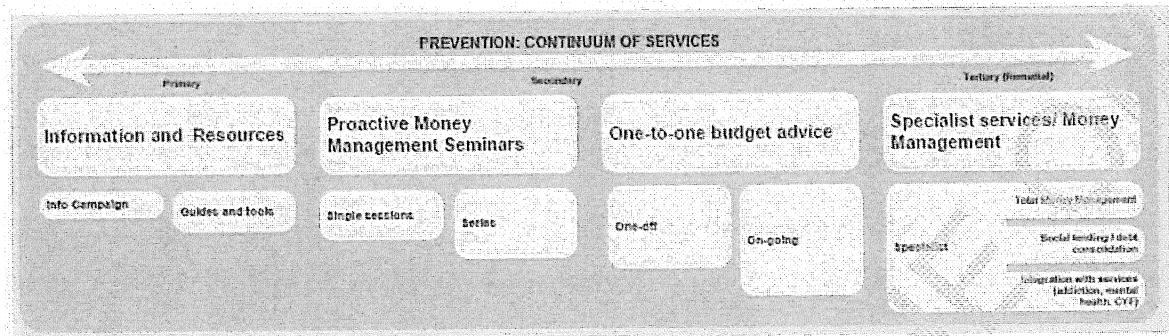 PREVENTION: CONTINUUM OF SERVICES
Primary
Secondary
Tertiary (Remedial)
Information and Resources
Proactive Money
Management Seminars
One-to-one budget advice
Specialist services/ Money
Management
Info Campaign
Guides and tools
Single sessions
Series
One-off
On-going
Specialist
Total Money Management
Social lending / debt
consolidation
Integration with services
(addiction, mental
health, CYF)